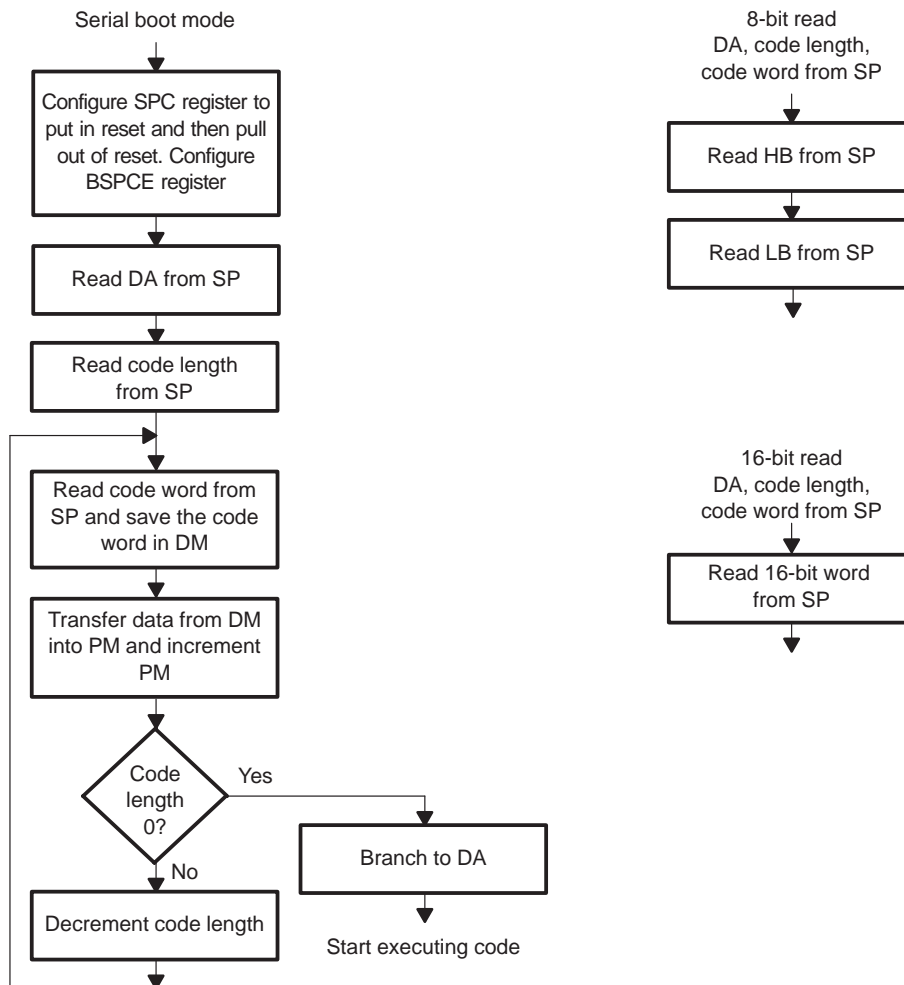 Serial boot mode
Configure SPC register to
put in reset and then pull
out of reset. Configure
BSPCE register
Read DA from SP
Read code length
from SP
Read code word from
SP and save the code
word in DM
Transfer data from DM
into PM and increment
PM
Code
length
0?
Yes
No
Branch to DA
Decrement code length
Start executing code
8-bit read
DA, code length,
code word from SP
Read HB from SP
Read LB from SP
16-bit read
DA, code length,
code word from SP
Read 16-bit word
from SP